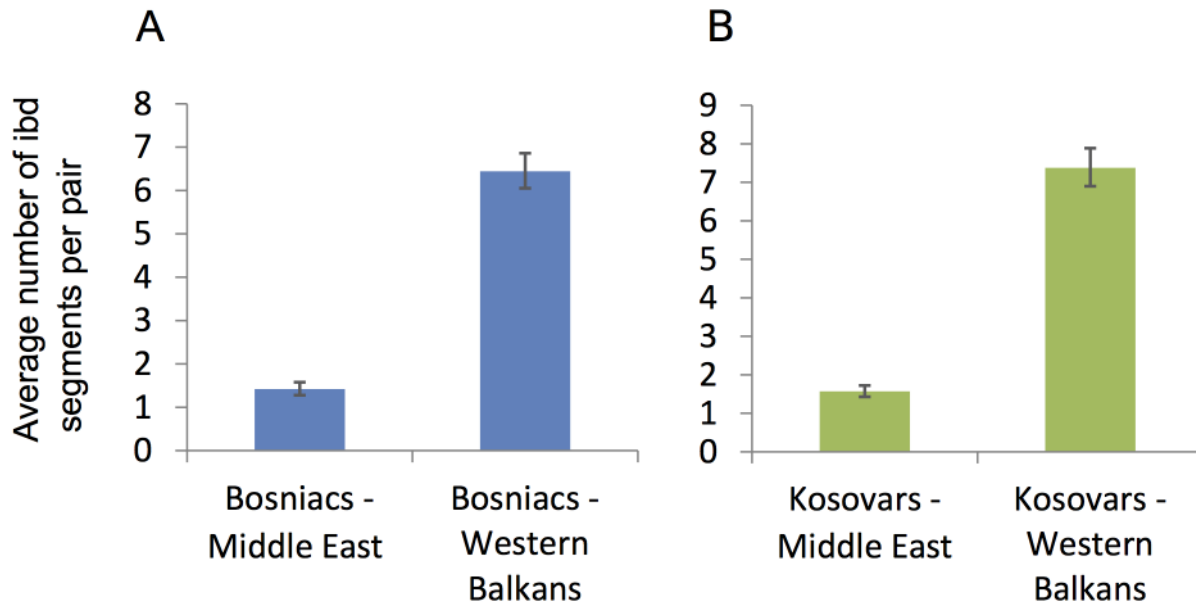 A
B
Average number of ibd
segments per pair
8
7
6
5
4
3
2
1
0
Bosniacs -
Middle East
Bosniacs -
Western
Balkans
9
8
7
6
5
4
3
2
1
0
Kosovars -
Middle East
Kosovars -
Western
Balkans